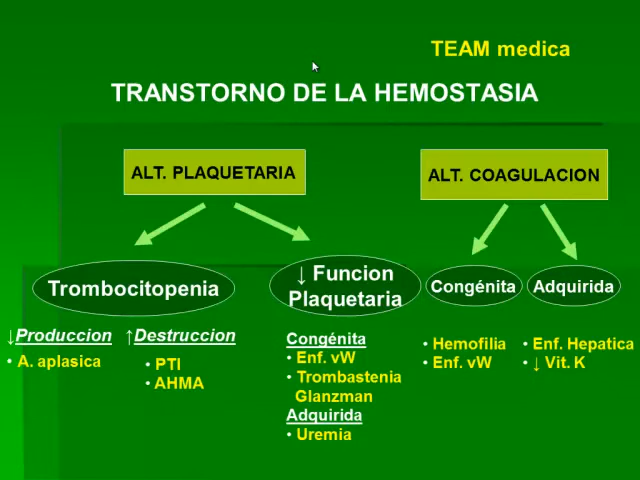 TEAM medica
TRANSTORNO DE LA HEMOSTASIA
ALT. PLAQUETARIA
ALT. COAGULACION
Trombocitopenia
↓ Funcion
Plaquetaria
Congénita
Adquirida
↓Produccion
• A. aplasica
↑Destruccion
• PTI
• AHMA
Congénita
• Enf. vW
• Trombastenia
Glanzman
Adquirida
• Uremia
• Hemofilia
• Enf. vW
• Enf. Hepatica
• ↓ Vit. K